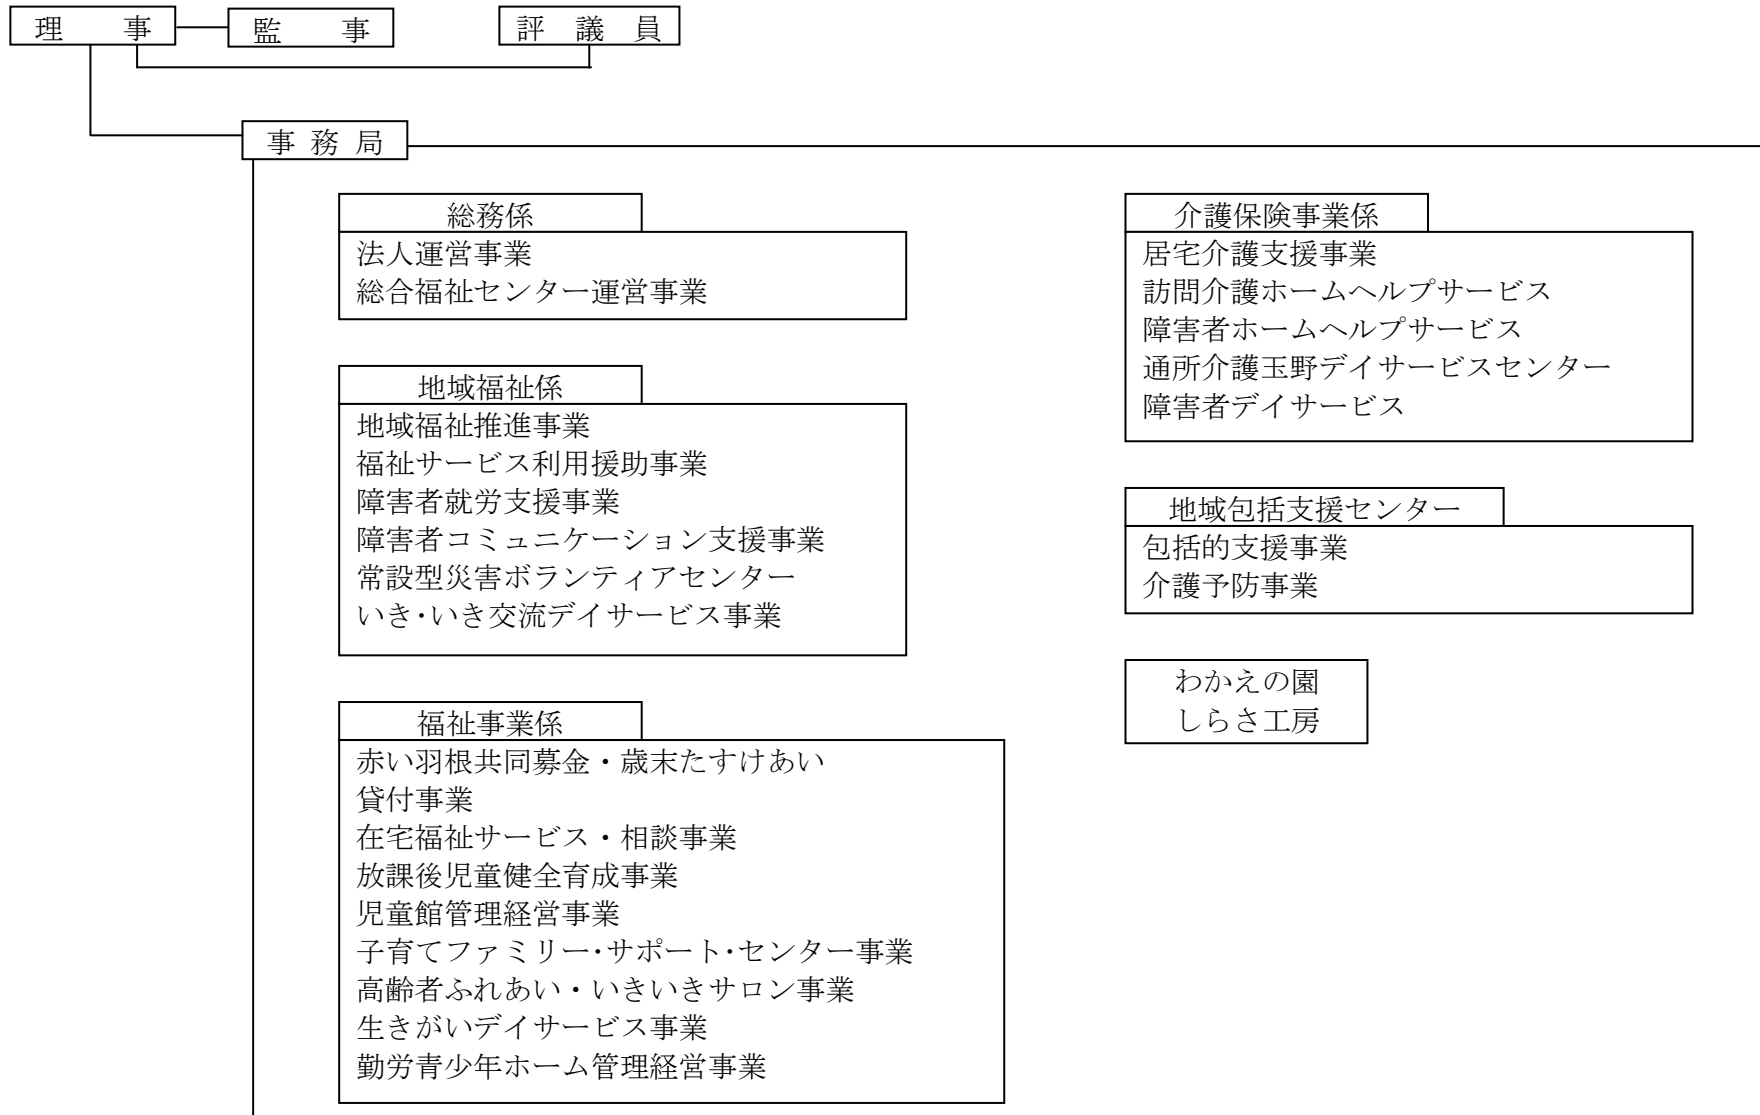 理　事
監　事
評　議　員
事 務 局
総務係
法人運営事業
総合福祉センター運営事業
地域福祉係
地域福祉推進事業
福祉サービス利用援助事業
障害者就労支援事業
障害者コミュニケーション支援事業
常設型災害ボランティアセンター
いき･いき交流デイサービス事業
福祉事業係
赤い羽根共同募金・歳末たすけあい
貸付事業
在宅福祉サービス・相談事業
放課後児童健全育成事業
児童館管理経営事業
子育てファミリー･サポート･センター事業
高齢者ふれあい・いきいきサロン事業
生きがいデイサービス事業
勤労青少年ホーム管理経営事業
介護保険事業係
居宅介護支援事業
訪問介護ホームヘルプサービス
障害者ホームヘルプサービス
通所介護玉野デイサービスセンター
障害者デイサービス
地域包括支援センター
包括的支援事業
介護予防事業
わかえの園
しらさ工房